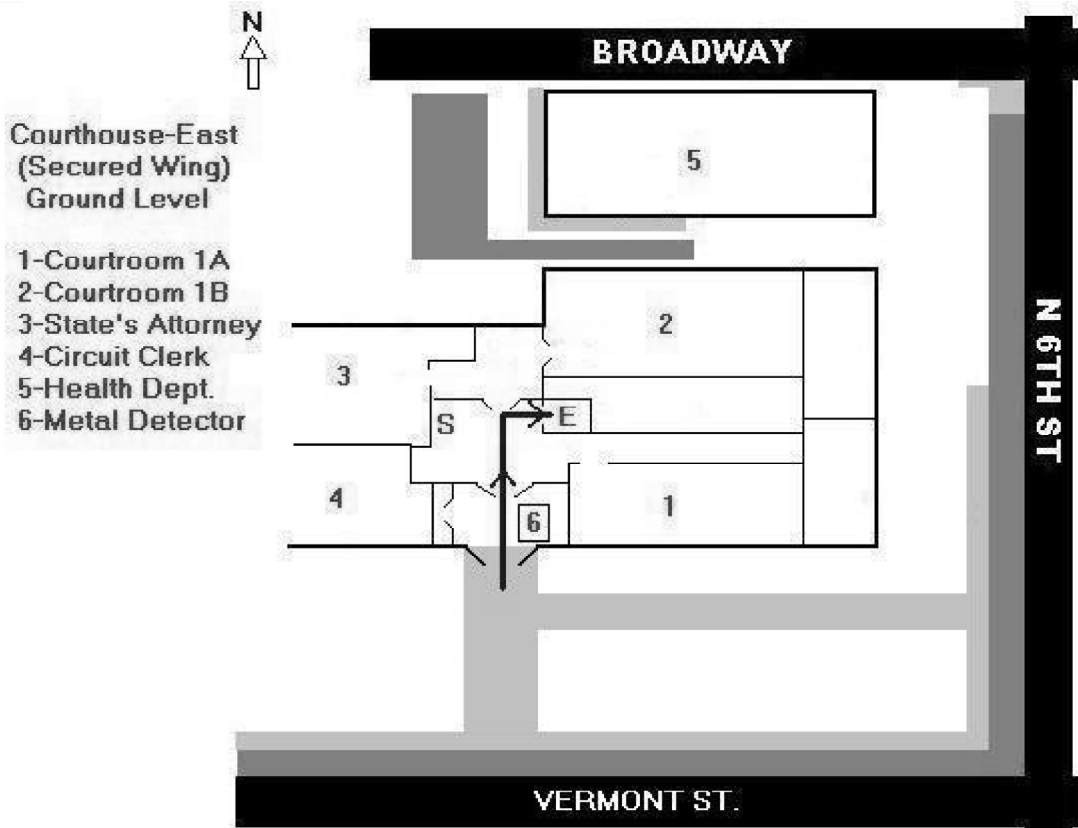 N
BROADWAY
Courthouse-East
(Secured Wing)
Ground Level
1-Courtroom 1A
2-Courtroom 1B
3-State's Attorney
4-Circuit Clerk
5-Health Dept.
6-Metal Detector
5
2
3
S
E
4
6
1
N 6TH ST
VERMONT ST.